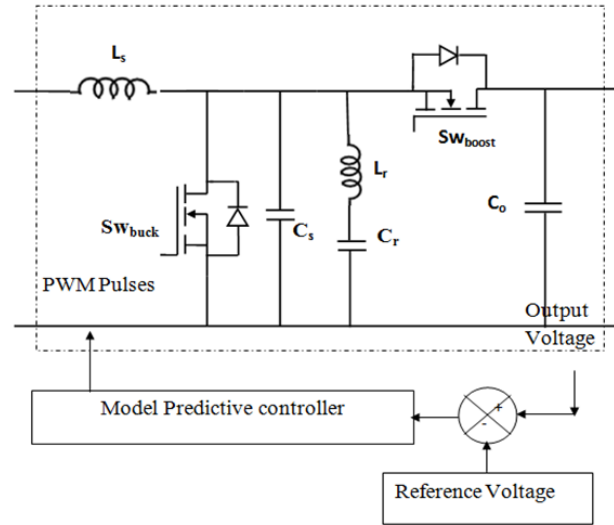 Ls
Swboost
Lr
Co
Swbuck
Cs
Cr
PWM Pulses
Output
Voltage
Model Predictive controller
+
-
Reference Voltage